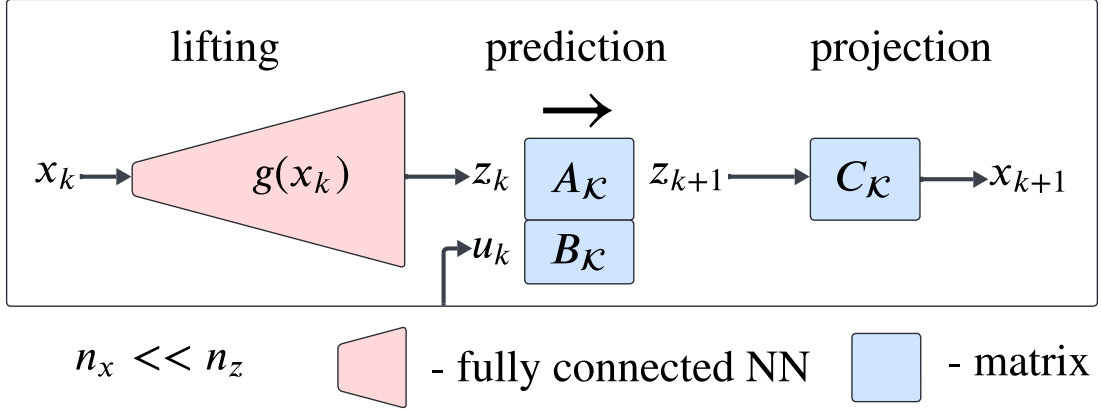 lifting prediction projection
→
x_k g(x_k) z_k A_𝒦 z_{k+1} C_𝒦 x_{k+1}
u_k B_𝒦
n_x << n_z - fully connected NN - matrix